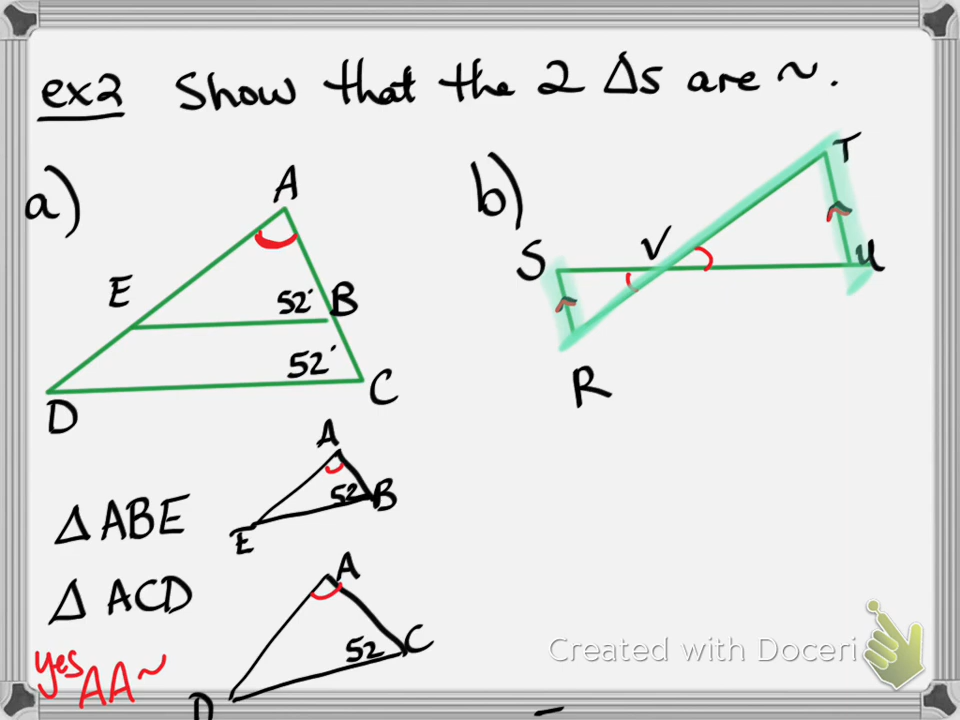 ex2 Show that the 2 Δs are ~.
a)
A
E
52°
B
52°
D
C
b)
T
S
V
U
R
A
52
B
E
Δ ABE
Δ ACD
A
52
C
D
yes AA~
Created with Doceri